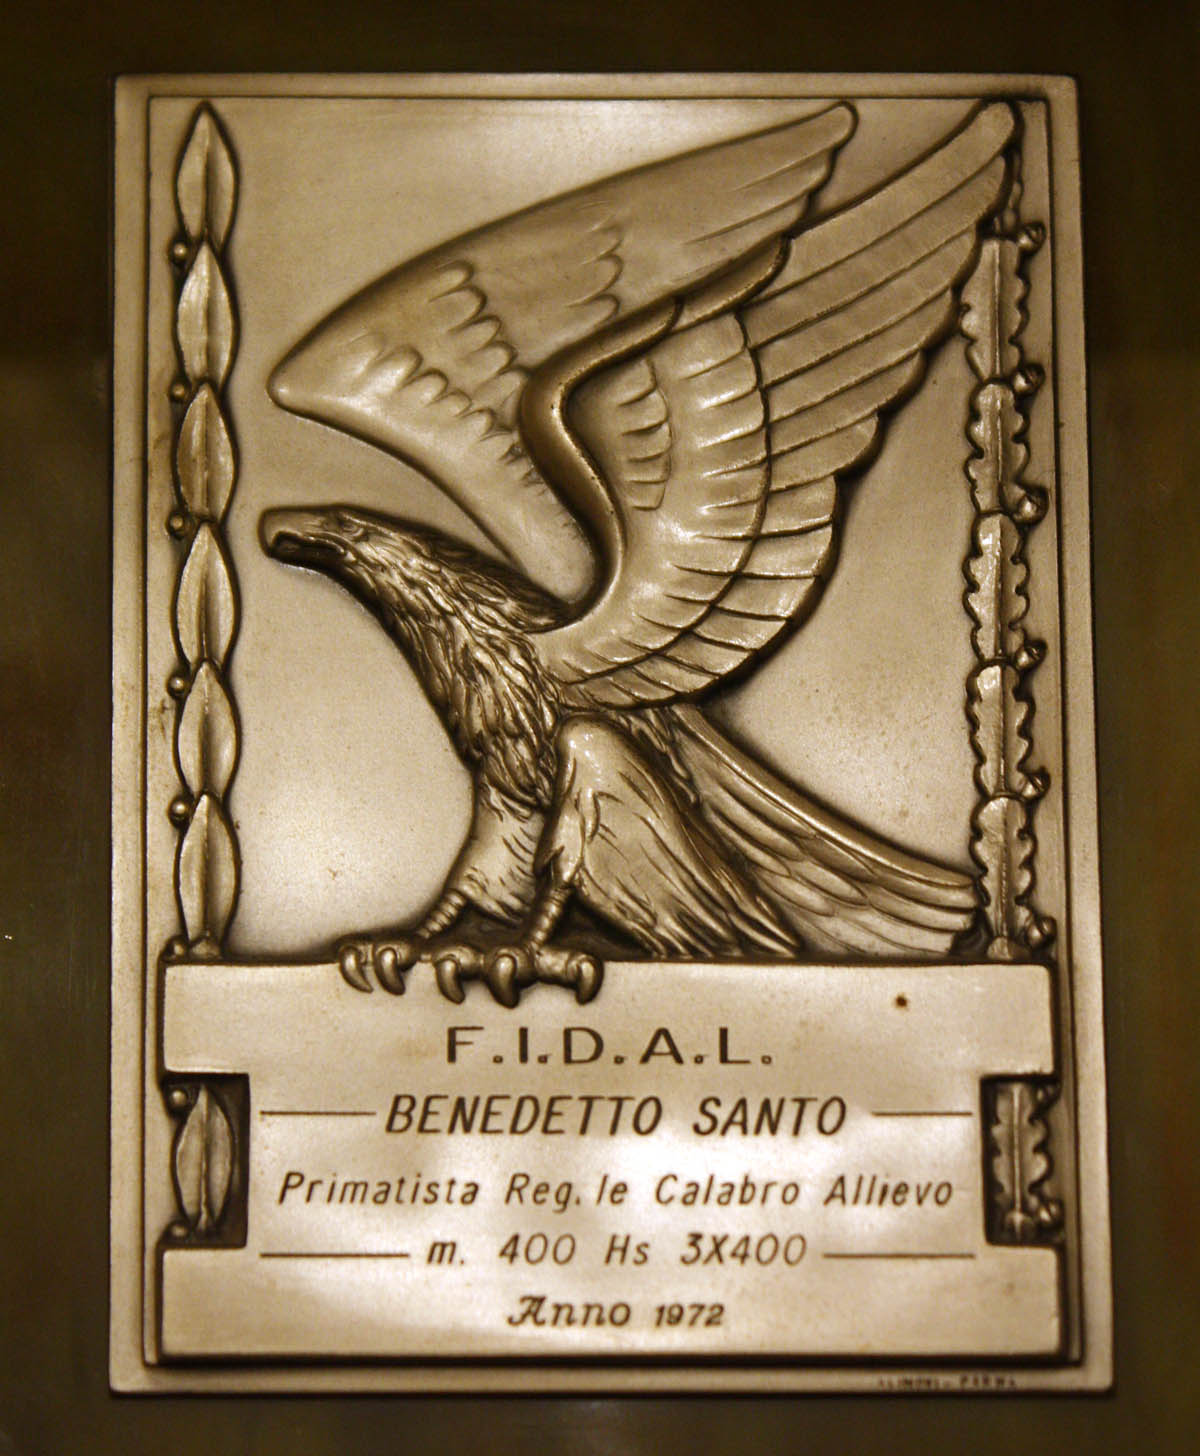 F.I.D.A.L.
BENEDETTO SANTO
Primatista Reg.le Calabro Allievo
m. 400 Hs 3X400
Anno 1972